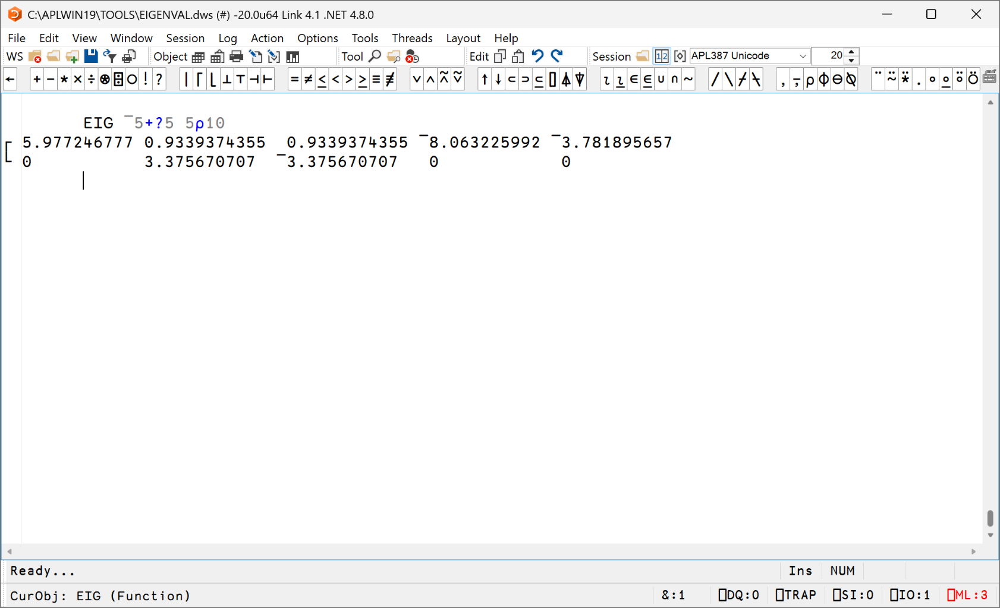 C:\APLWIN19\TOOLS\EIGENVAL.dws (#) -20.0u64 Link 4.1 .NET 4.8.0
File Edit View Window Session Log Action Options Tools Threads Layout Help
WS Object Tool Edit Session 12 APL387 Unicode 20
← + - * × ÷ ⍟ ⌹ ○ ! ? | ⌈ ⌊ ⊥ ⊤ ⊣ ⊢ = ≠ ≤ < > ≥ ≡ ≢ ∨ ∧ ⍲ ⍱ ↑ ↓ ⊂ ⊃ ⊆ ⌷ ⍋ ⍒ ⍳ ⍸ ∊ ⍷ ∪ ∩ ~ / \ ⌿ ⍀ , ⍪ ⍴ ⌽ ⊖ ⍉ ¨ ⍨ ⍣ . ∘ ⍛ ⍤ ⍥
EIG ¯5+?5 5⍴10
5.977246777 0.9339374355 0.9339374355 ¯8.063225992 ¯3.781895657
0 3.375670707 ¯3.375670707 0 0
Ready...
Ins NUM
CurObj: EIG (Function)
&:1 ⎕DQ:0 ⎕TRAP ⎕SI:0 ⎕IO:1 ⎕ML:3